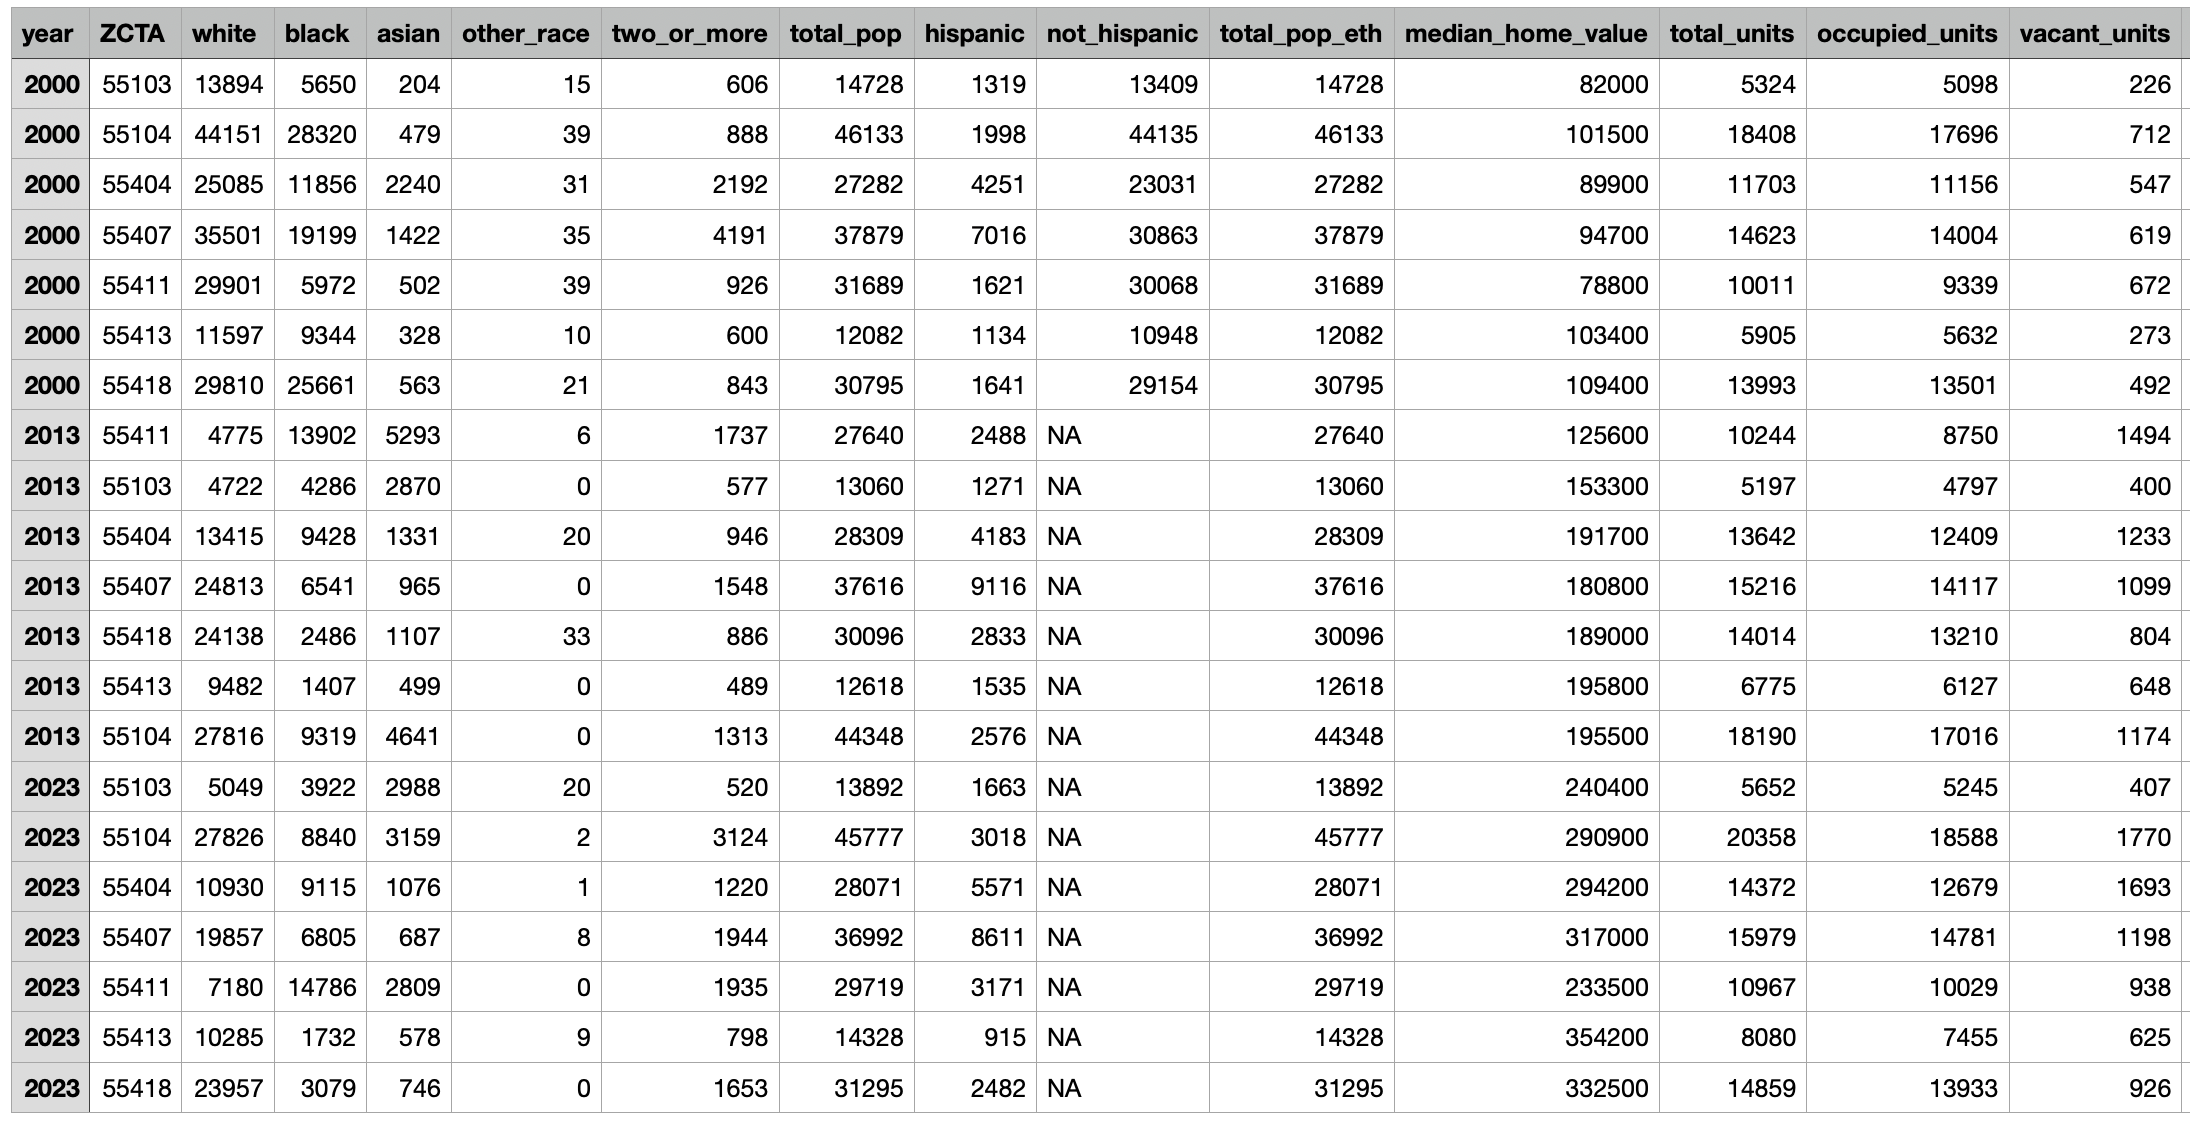 year ZCTA white black asian other_race two_or_more total_pop hispanic not_hispanic total_pop_eth median_home_value total_units occupied_units vacant_units
2000 55103 13894 5650 204 15 606 14728 1319 13409 14728 82000 5324 5098 226
2000 55104 44151 28320 479 39 888 46133 1998 44135 46133 101500 18408 17696 712
2000 55404 25085 11856 2240 31 2192 27282 4251 23031 27282 89900 11703 11156 547
2000 55407 35501 19199 1422 35 4191 37879 7016 30863 37879 94700 14623 14004 619
2000 55411 29901 5972 502 39 926 31689 1621 30068 31689 78800 10011 9339 672
2000 55413 11597 9344 328 10 600 12082 1134 10948 12082 103400 5905 5632 273
2000 55418 29810 25661 563 21 843 30795 1641 29154 30795 109400 13993 13501 492
2013 55411 4775 13902 5293 6 1737 27640 2488 NA 27640 125600 10244 8750 1494
2013 55103 4722 4286 2870 0 577 13060 1271 NA 13060 153300 5197 4797 400
2013 55404 13415 9428 1331 20 946 28309 4183 NA 28309 191700 13642 12409 1233
2013 55407 24813 6541 965 0 1548 37616 9116 NA 37616 180800 15216 14117 1099
2013 55418 24138 2486 1107 33 886 30096 2833 NA 30096 189000 14014 13210 804
2013 55413 9482 1407 499 0 489 12618 1535 NA 12618 195800 6775 6127 648
2013 55104 27816 9319 4641 0 1313 44348 2576 NA 44348 195500 18190 17016 1174
2023 55103 5049 3922 2988 20 520 13892 1663 NA 13892 240400 5652 5245 407
2023 55104 27826 8840 3159 2 3124 45777 3018 NA 45777 290900 20358 18588 1770
2023 55404 10930 9115 1076 1 1220 28071 5571 NA 28071 294200 14372 12679 1693
2023 55407 19857 6805 687 8 1944 36992 8611 NA 36992 317000 15979 14781 1198
2023 55411 7180 14786 2809 0 1935 29719 3171 NA 29719 233500 10967 10029 938
2023 55413 10285 1732 578 9 798 14328 915 NA 14328 354200 8080 7455 625
2023 55418 23957 3079 746 0 1653 31295 2482 NA 31295 332500 14859 13933 926